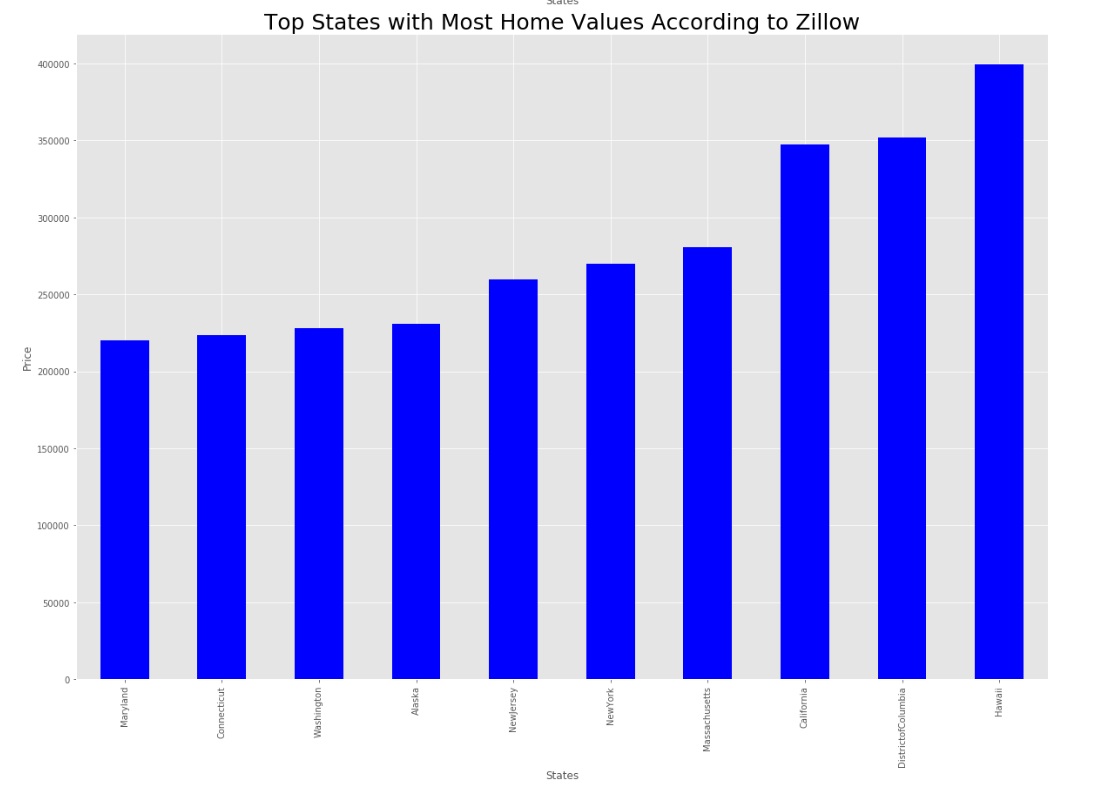 States
Top States with Most Home Values According to Zillow
400000
350000
300000
250000
200000
150000
100000
50000
0
Price
Maryland
Connecticut
Washington
Alaska
NewJersey
NewYork
Massachusetts
California
DistrictofColumbia
Hawaii
States